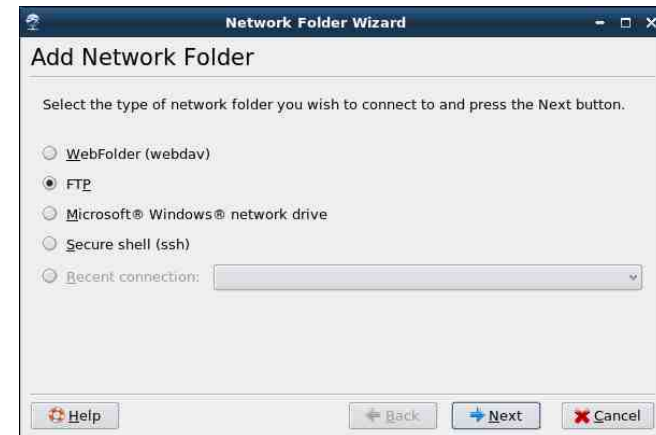 Network Folder Wizard
Add Network Folder
Select the type of network folder you wish to connect to and press the Next button.
WebFolder (webdav)
FTP
Microsoft® Windows® network drive
Secure shell (ssh)
Recent connection:
Help
Back
Next
Cancel